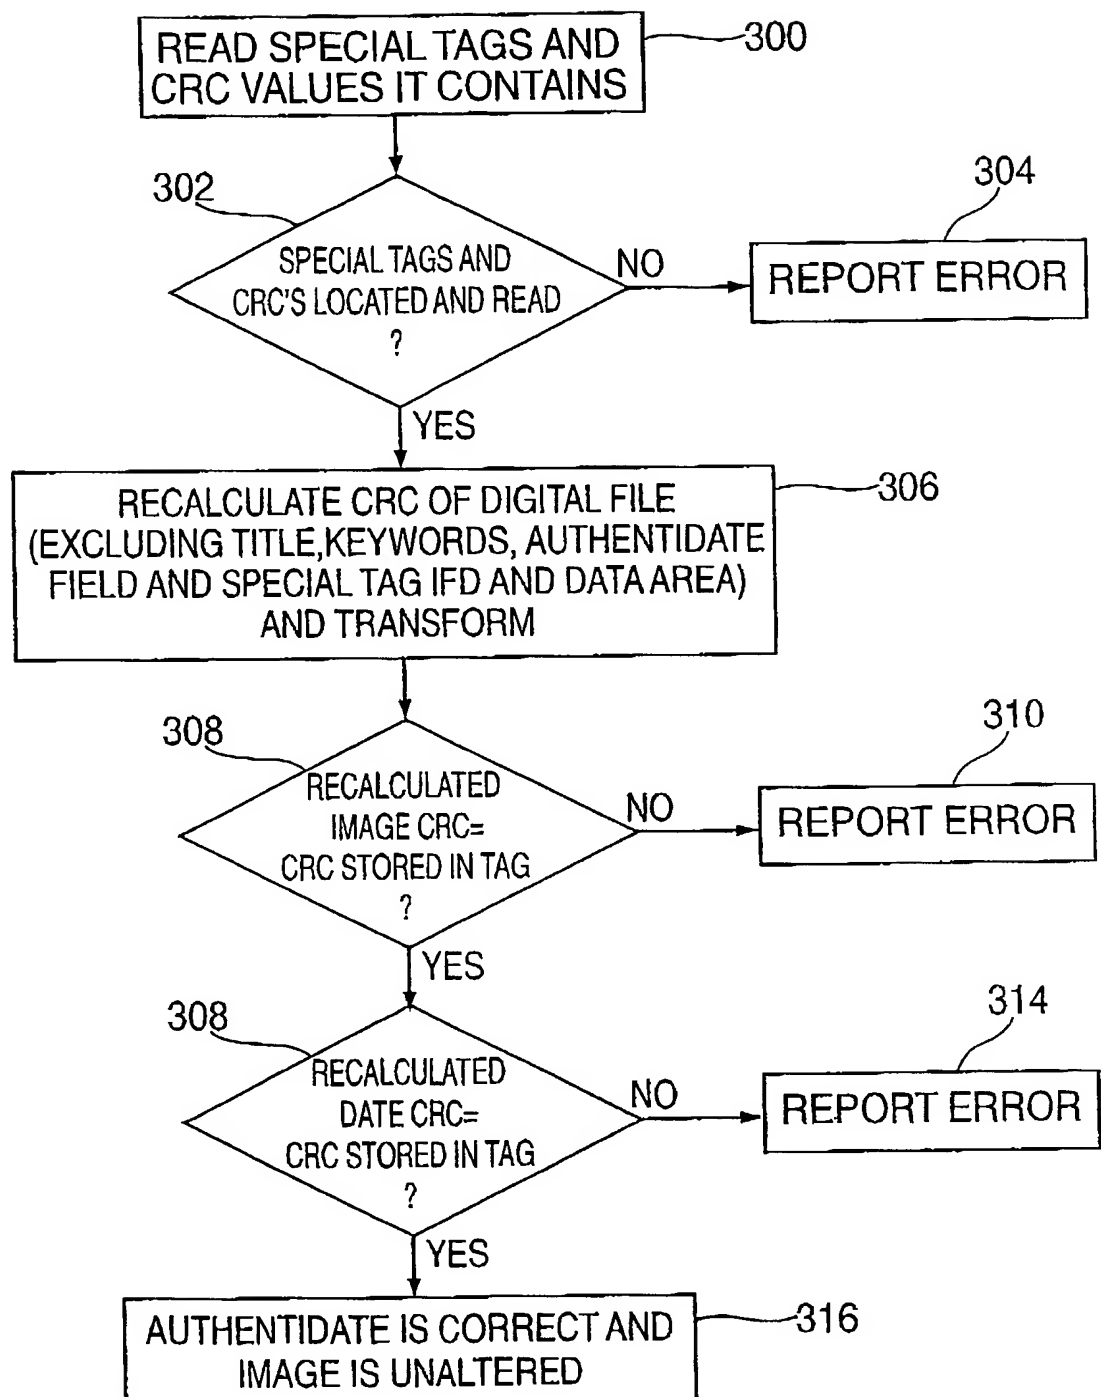 READ SPECIAL TAGS AND
CRC VALUES IT CONTAINS
300
302
SPECIAL TAGS AND
CRC'S LOCATED AND READ
?
NO
304
REPORT ERROR
YES
RECALCULATE CRC OF DIGITAL FILE
(EXCLUDING TITLE,KEYWORDS, AUTHENTIDATE
FIELD AND SPECIAL TAG IFD AND DATA AREA)
AND TRANSFORM
306
308
RECALCULATED
IMAGE CRC=
CRC STORED IN TAG
?
NO
310
REPORT ERROR
YES
308
RECALCULATED
DATE CRC=
CRC STORED IN TAG
?
NO
314
REPORT ERROR
YES
AUTHENTIDATE IS CORRECT AND
IMAGE IS UNALTERED
316